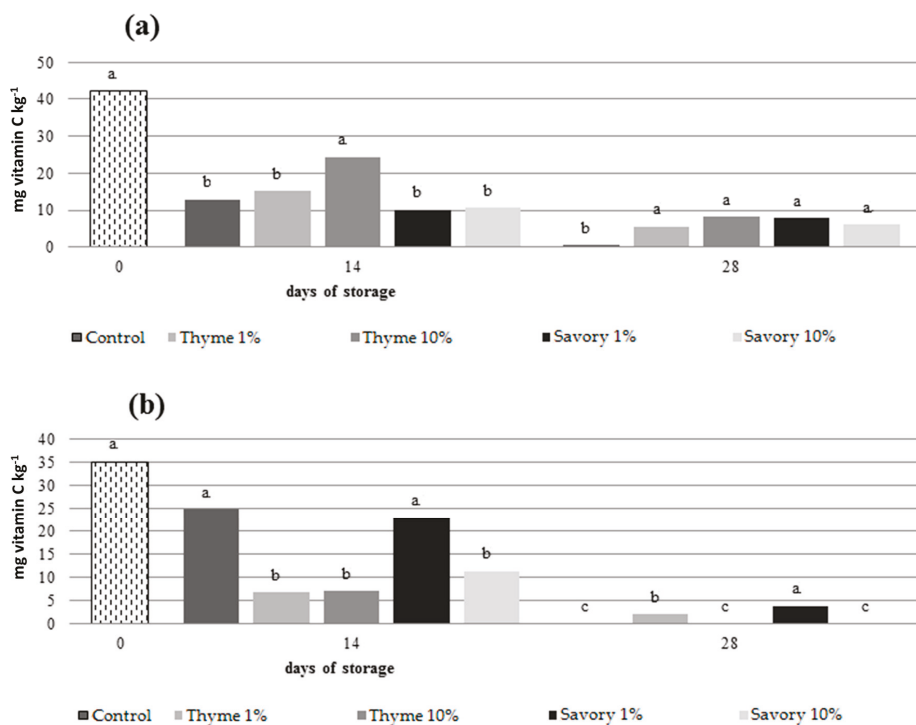 (a)
mg vitamin C kg⁻¹
50
40
30
20
10
0
a
b
b
a
b
b
b
a
a
a
a
0 14 28
days of storage
Control Thyme 1% Thyme 10% Savory 1% Savory 10%
(b)
mg vitamin C kg⁻¹
40
35
30
25
20
15
10
5
0
a
a
b
b
a
b
c
b
c
a
c
0 14 28
days of storage
Control Thyme 1% Thyme 10% Savory 1% Savory 10%